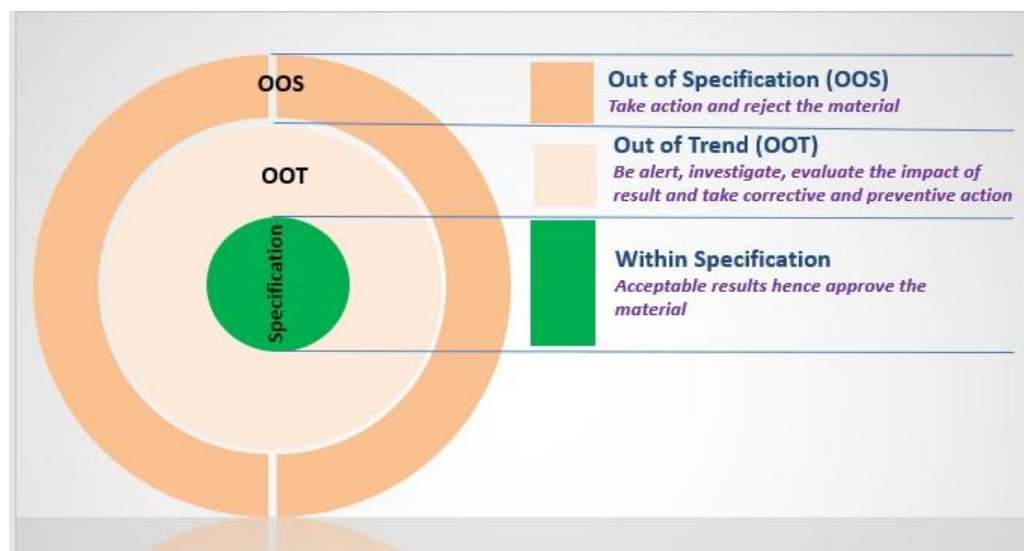 OOS
OOT
Specification
Out of Specification (OOS)
Take action and reject the material
Out of Trend (OOT)
Be alert, investigate, evaluate the impact of
result and take corrective and preventive action
Within Specification
Acceptable results hence approve the
material